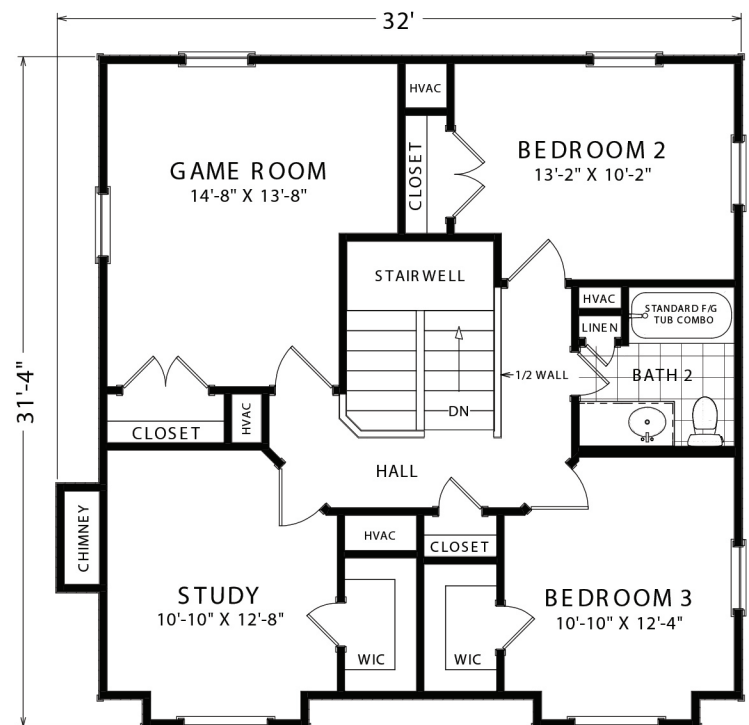 32'
HVAC
GAME ROOM
14'-8" X 13'-8"
CLOSET
BEDROOM 2
13'-2" X 10'-2"
STAIRWELL
HVAC
STANDARD F/G
TUB COMBO
LINEN
31'-4"
1/2 WALL
BATH 2
DN
CLOSET
HVAC
HALL
CHIMNEY
HVAC
CLOSET
STUDY
10'-10" X 12'-8"
BEDROOM 3
10'-10" X 12'-4"
WIC
WIC